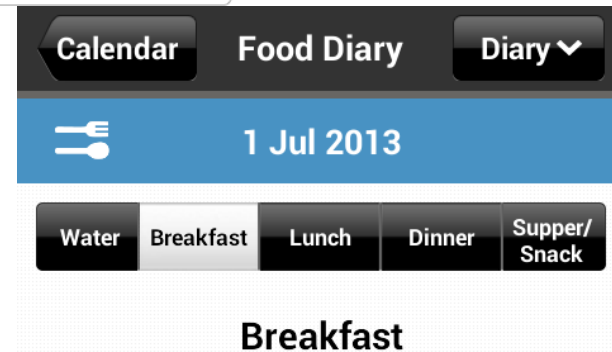 Calendar Food Diary Diary
1 Jul 2013
Water Breakfast Lunch Dinner Supper/
Snack
Breakfast